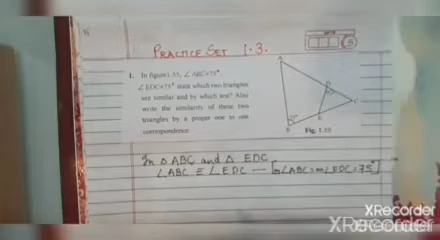 PRACTICE SET 1.3.
1. In figure 1.55, ∠ ABC=75°,
∠ EDC=75° state which two triangles
are similar and by which test? Also
write the similarity of these two
triangles by a proper one to one
correspondence.
A
D
C
E
B
Fig. 1.55
In △ ABC and △ EDC
∠ABC ≅ ∠EDC — [m∠ABC=m∠EDC=75°]
XRecorder
XRecorder